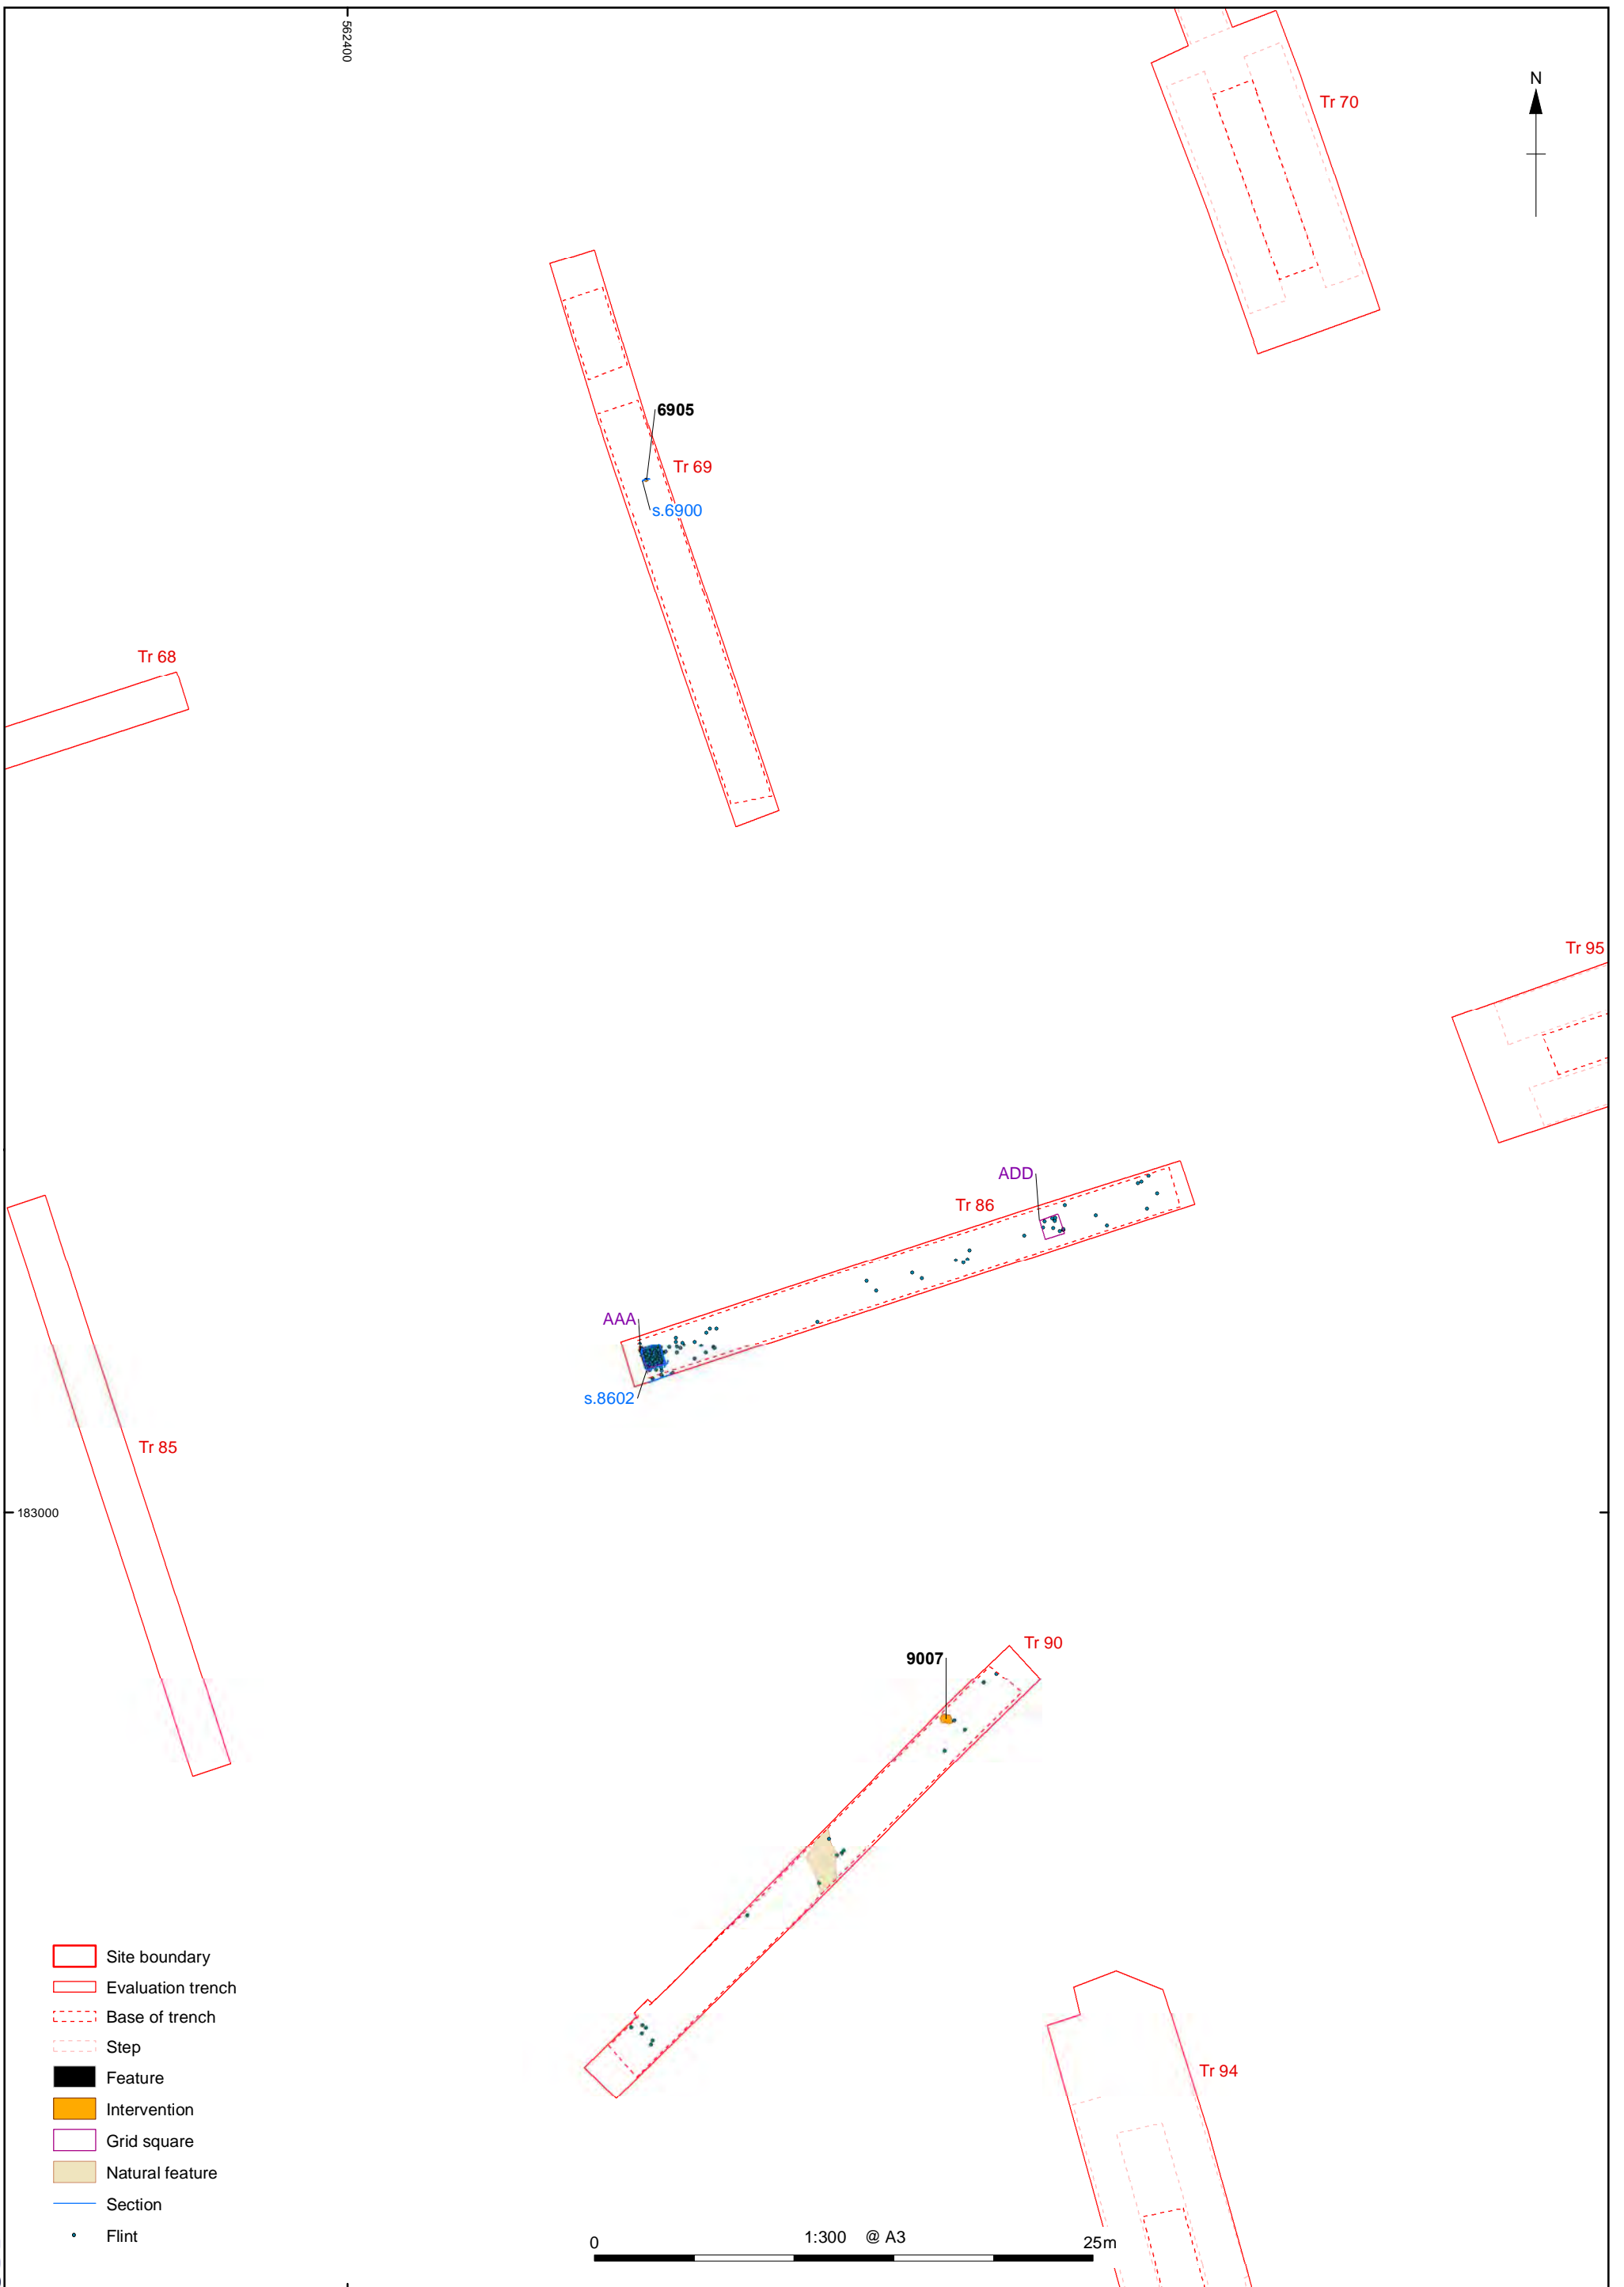 562400
N
Tr 70
6905
Tr 69
s.6900
Tr 68
Tr 95
ADD
Tr 86
AAA
s.8602
Tr 85
183000
Tr 90
9007
Site boundary
Evaluation trench
Base of trench
Step
Feature
Intervention
Grid square
Natural feature
Section
Flint
Tr 94
0 1:300 @ A3 25m